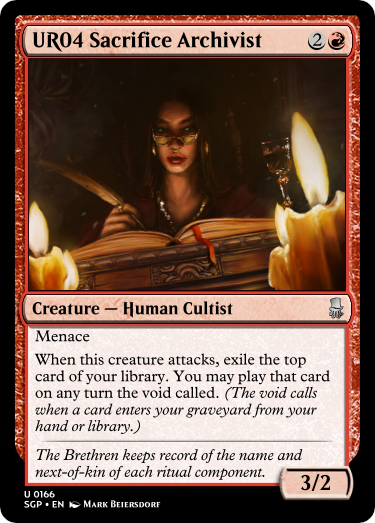 UR04 Sacrifice Archivist 2
Creature — Human Cultist
Menace
When this creature attacks, exile the top
card of your library. You may play that card
on any turn the void called. (The void calls
when a card enters your graveyard from your
hand or library.)
The Brethren keeps record of the name and
next-of-kin of each ritual component.
3/2
U 0166
SGP • EN Mark Beiersdorf